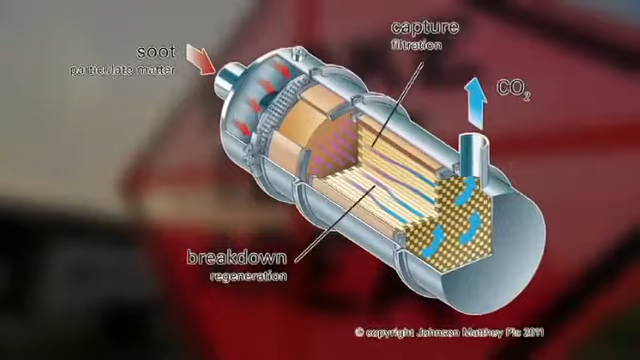 capture
filtration
soot
particulate matter
CO₂
breakdown
regeneration
© copyright Johnson Matthey Plc 2011